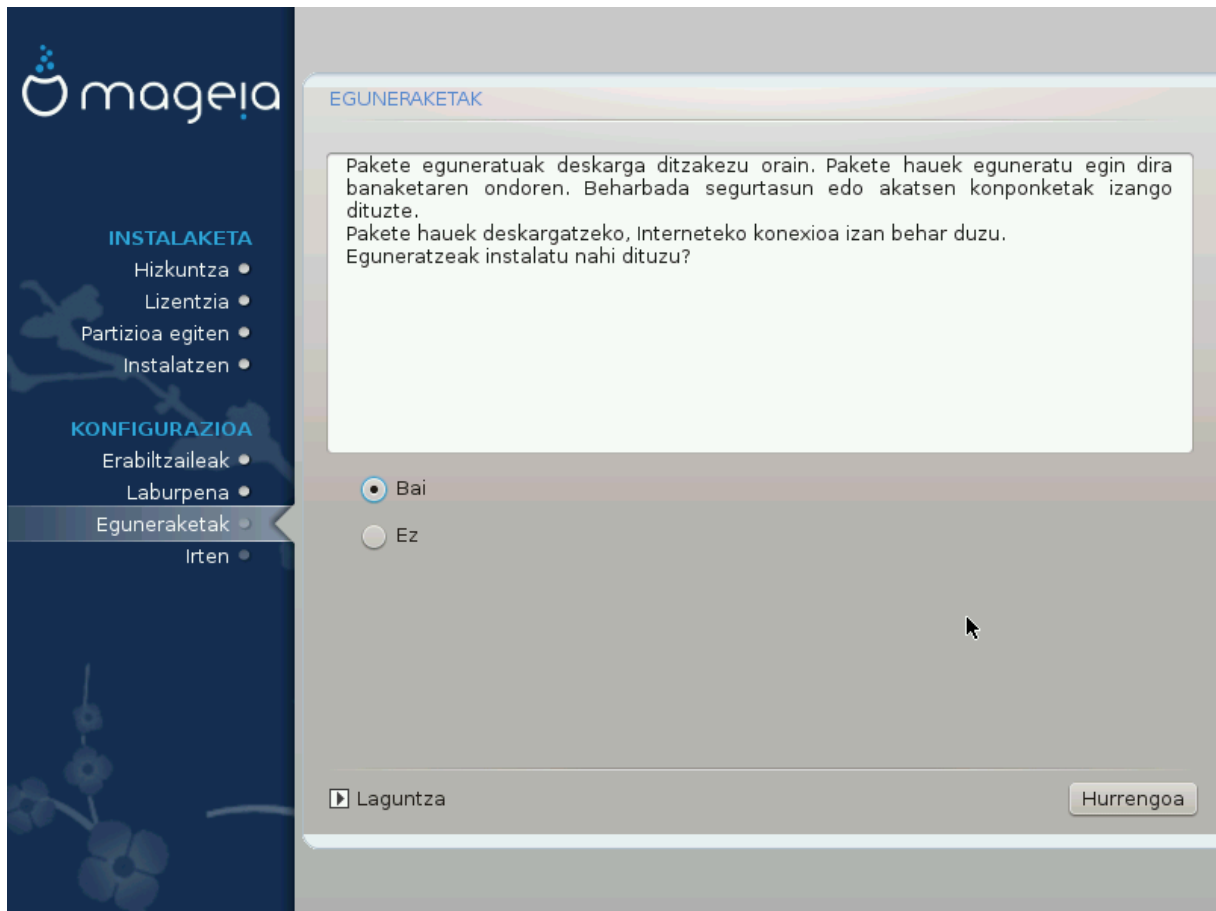 mageia
INSTALAKETA
Hizkuntza
Lizentzia
Partizioa egiten
Instalatzen
KONFIGURAZIOA
Erabiltzaileak
Laburpena
Eguneraketak
Irten
EGUNERAKETAK
Pakete eguneratuak deskarga ditzakezu orain. Pakete hauek eguneratu egin dira
banaketaren ondoren. Beharbada segurtasun edo akatsen konponketak izango
dituzte.
Pakete hauek deskargatzeko, Interneteko konexioa izan behar duzu.
Eguneratzeak instalatu nahi dituzu?
Bai
Ez
Laguntza
Hurrengoa